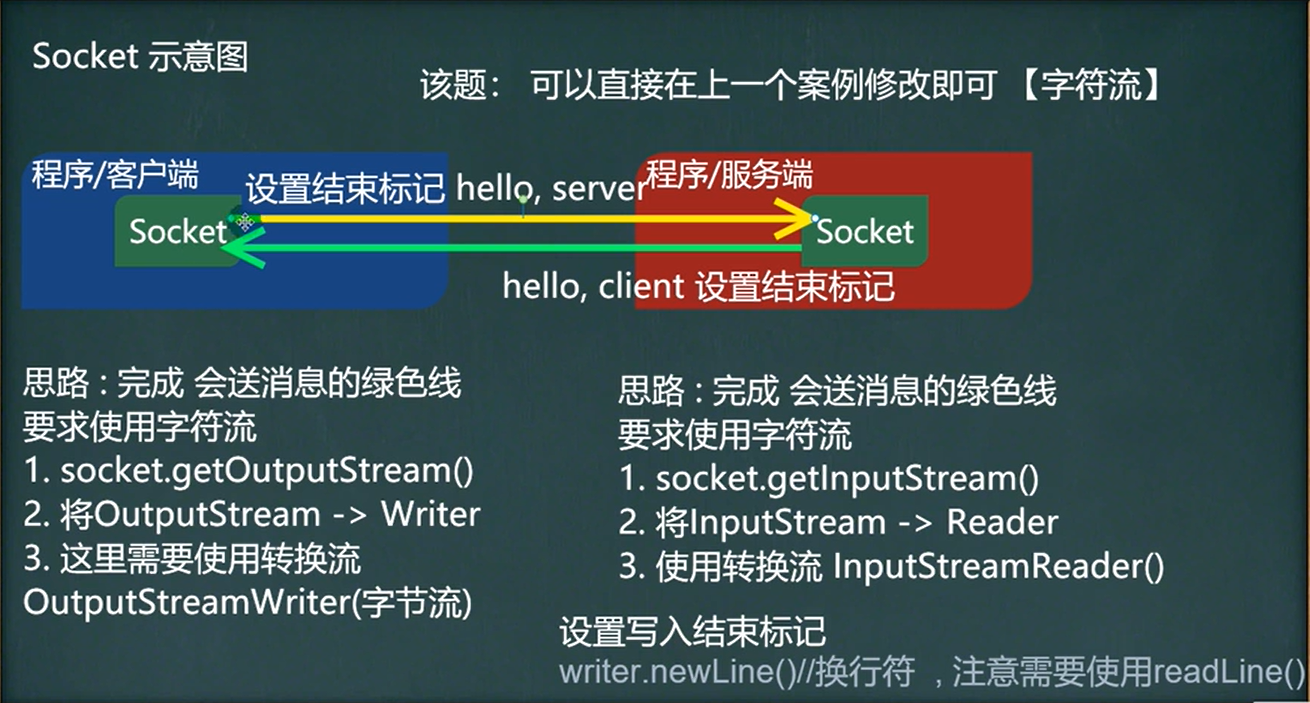 Socket 示意图
该题： 可以直接在上一个案例修改即可 【字符流】
程序/客户端
设置结束标记 hello, server
程序/服务端
Socket
Socket
hello, client 设置结束标记
思路 : 完成 会送消息的绿色线
要求使用字符流
1. socket.getOutputStream()
2. 将OutputStream -> Writer
3. 这里需要使用转换流
OutputStreamWriter(字节流)
思路 : 完成 会送消息的绿色线
要求使用字符流
1. socket.getInputStream()
2. 将InputStream -> Reader
3. 使用转换流 InputStreamReader()
设置写入结束标记
writer.newLine()//换行符 , 注意需要使用readLine()